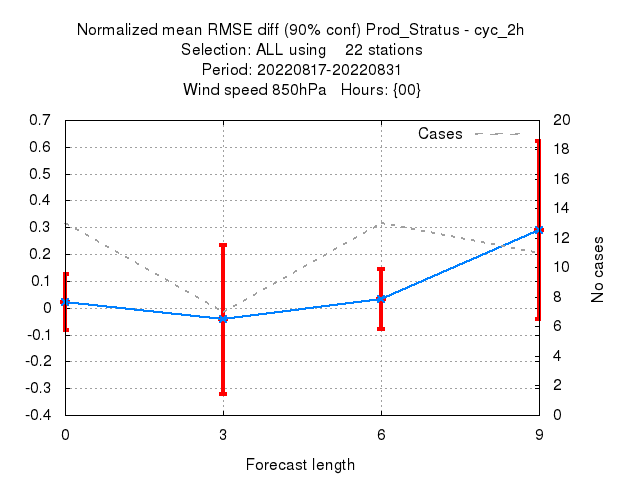 Normalized mean RMSE diff (90% conf) Prod_Stratus - cyc_2h
Selection: ALL using 22 stations
Period: 20220817-20220831
Wind speed 850hPa Hours: {00}
0.7
0.6
0.5
0.4
0.3
0.2
0.1
0
-0.1
-0.2
-0.3
-0.4
Cases
20
18
16
14
12
10
8
6
4
2
0
No cases
0 3 6 9
Forecast length